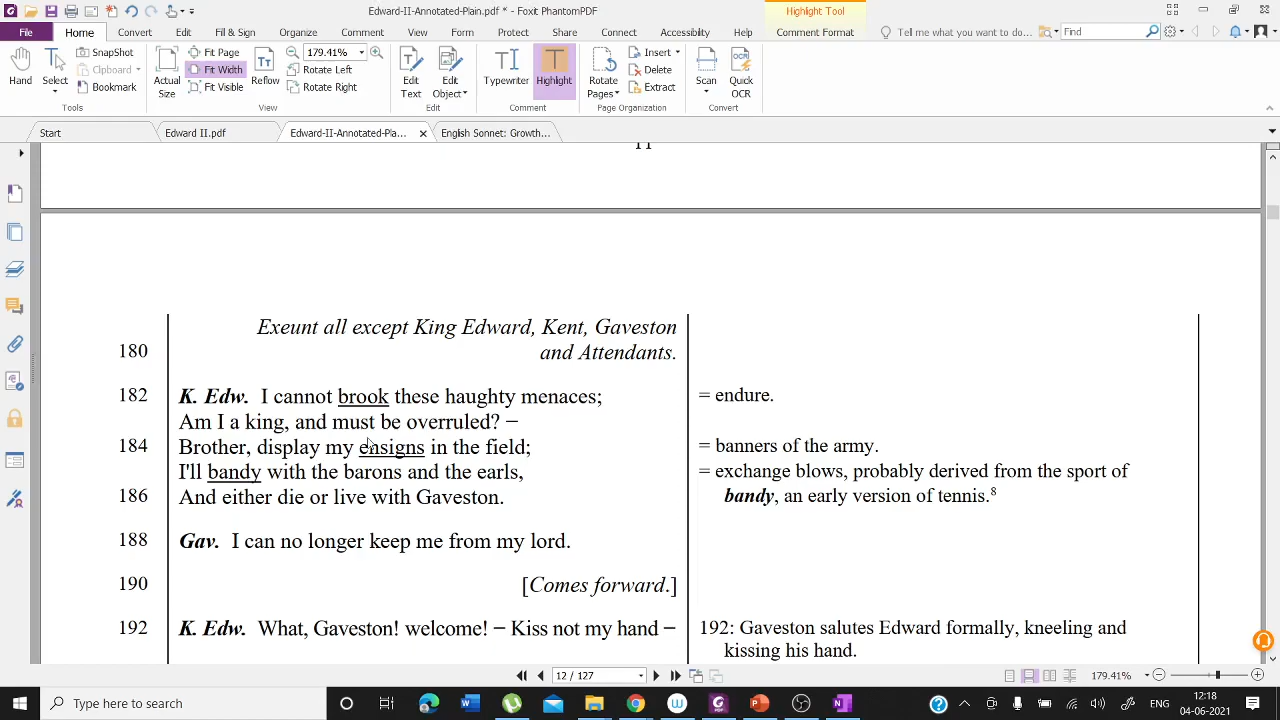 Edward-II-Annotated-Plain.pdf * - Foxit PhantomPDF
Highlight Tool
File
Home
Convert
Edit
Fill & Sign
Organize
Comment
View
Form
Protect
Share
Connect
Accessibility
Help
Comment Format
Tell me what you want to do...
Find
Hand
Select
SnapShot
Clipboard
Bookmark
Tools
Actual Size
Fit Page
Fit Width
Fit Visible
Reflow
179.41%
Rotate Left
Rotate Right
View
Edit Text
Edit Object
Edit
Typewriter
Highlight
Comment
Rotate Pages
Insert
Delete
Extract
Page Organization
Scan
Quick OCR
Convert
Start
Edward II.pdf
Edward-II-Annotated-Pla...
English Sonnet: Growth...
Exeunt all except King Edward, Kent, Gaveston
180 and Attendants.
182 K. Edw. I cannot brook these haughty menaces; = endure.
Am I a king, and must be overruled? −
184 Brother, display my ensigns in the field; = banners of the army.
I'll bandy with the barons and the earls, = exchange blows, probably derived from the sport of
186 And either die or live with Gaveston. bandy, an early version of tennis.8
188 Gav. I can no longer keep me from my lord.
190 [Comes forward.]
192 K. Edw. What, Gaveston! welcome! − Kiss not my hand − 192: Gaveston salutes Edward formally, kneeling and
kissing his hand.
12 / 127
179.41%
Type here to search
ENG
12:18
04-06-2021